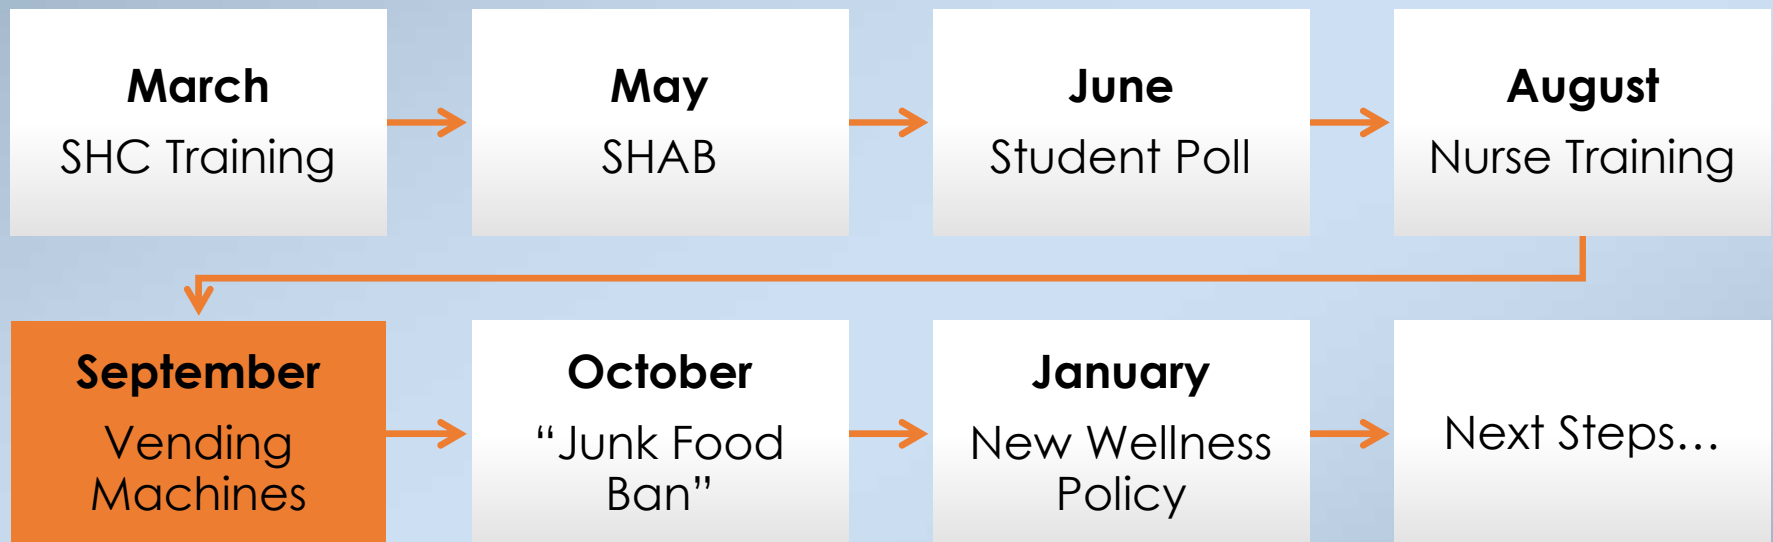 March
SHC Training
May
SHAB
June
Student Poll
August
Nurse Training
September
Vending
Machines
October
“Junk Food
Ban”
January
New Wellness
Policy
Next Steps…